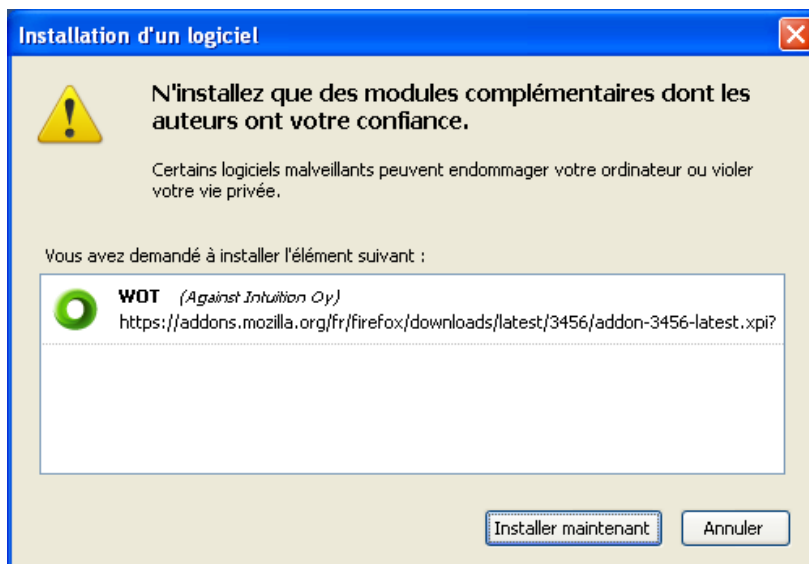 Installation d'un logiciel
N'installez que des modules complémentaires dont les
auteurs ont votre confiance.
Certains logiciels malveillants peuvent endommager votre ordinateur ou violer
votre vie privée.
Vous avez demandé à installer l'élément suivant :
WOT (Against Intuition Oy)
https://addons.mozilla.org/fr/firefox/downloads/latest/3456/addon-3456-latest.xpi?
Installer maintenant Annuler